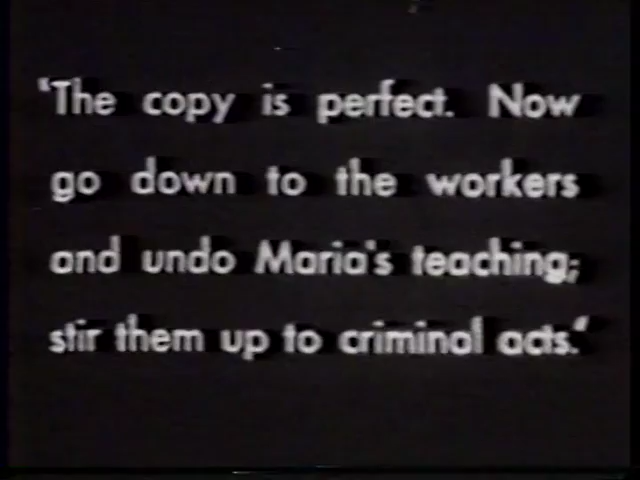 'The copy is perfect. Now
go down to the workers
and undo Maria's teaching;
stir them up to criminal acts.'